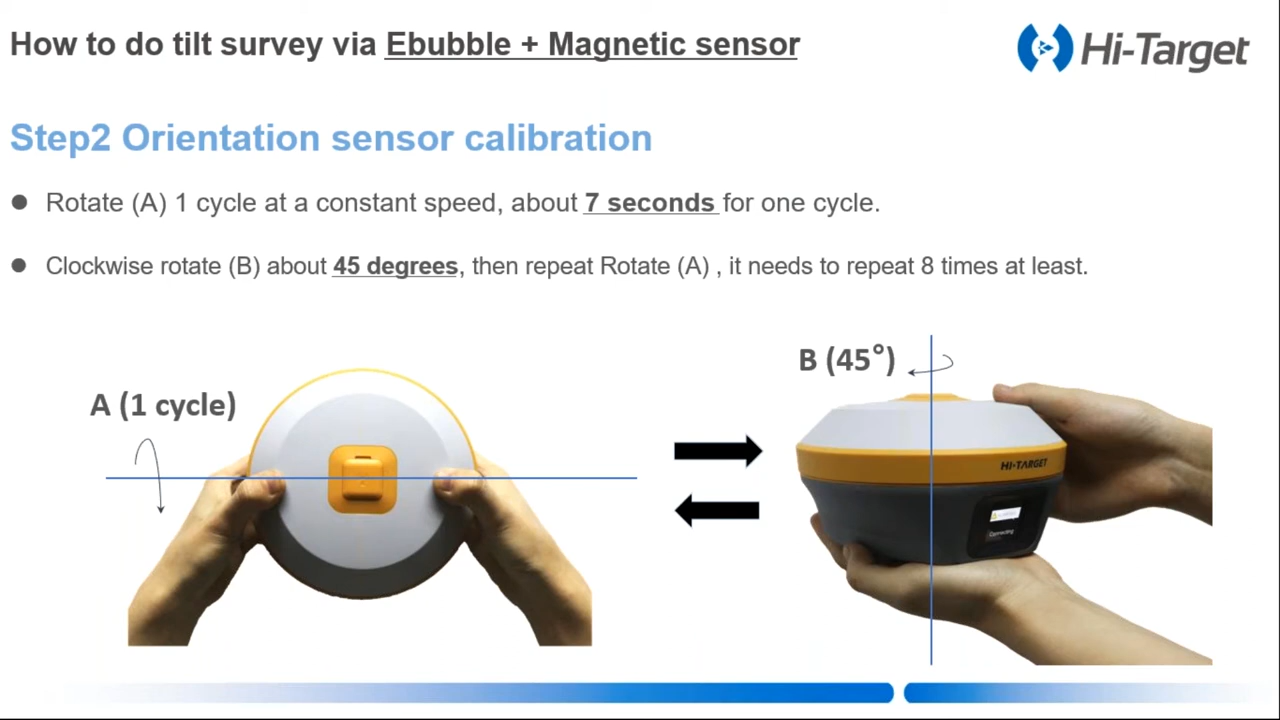 How to do tilt survey via Ebubble + Magnetic sensor
Hi-Target
Step2 Orientation sensor calibration
● Rotate (A) 1 cycle at a constant speed, about 7 seconds for one cycle.
● Clockwise rotate (B) about 45 degrees, then repeat Rotate (A) , it needs to repeat 8 times at least.
B (45°)
A (1 cycle)
HI-TARGET
Connecting